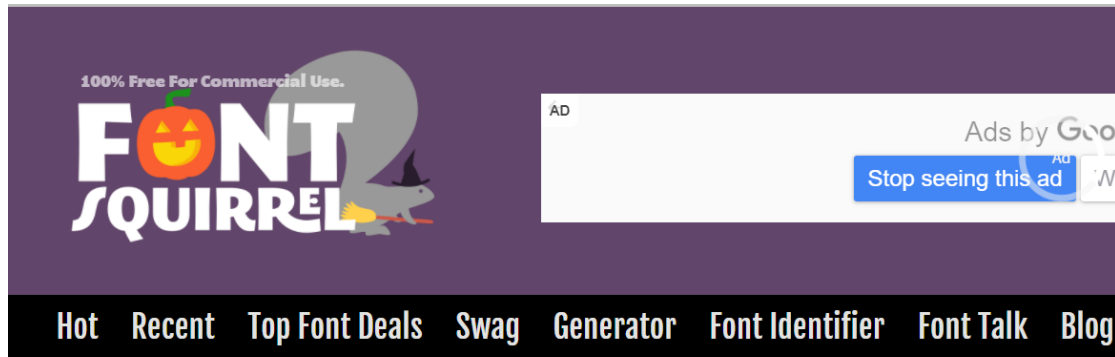 100% Free For Commercial Use.
FONT
SQUIRREL
AD
Ads by
Ad
Stop seeing this ad
Hot Recent Top Font Deals Swag Generator Font Identifier Font Talk Blog